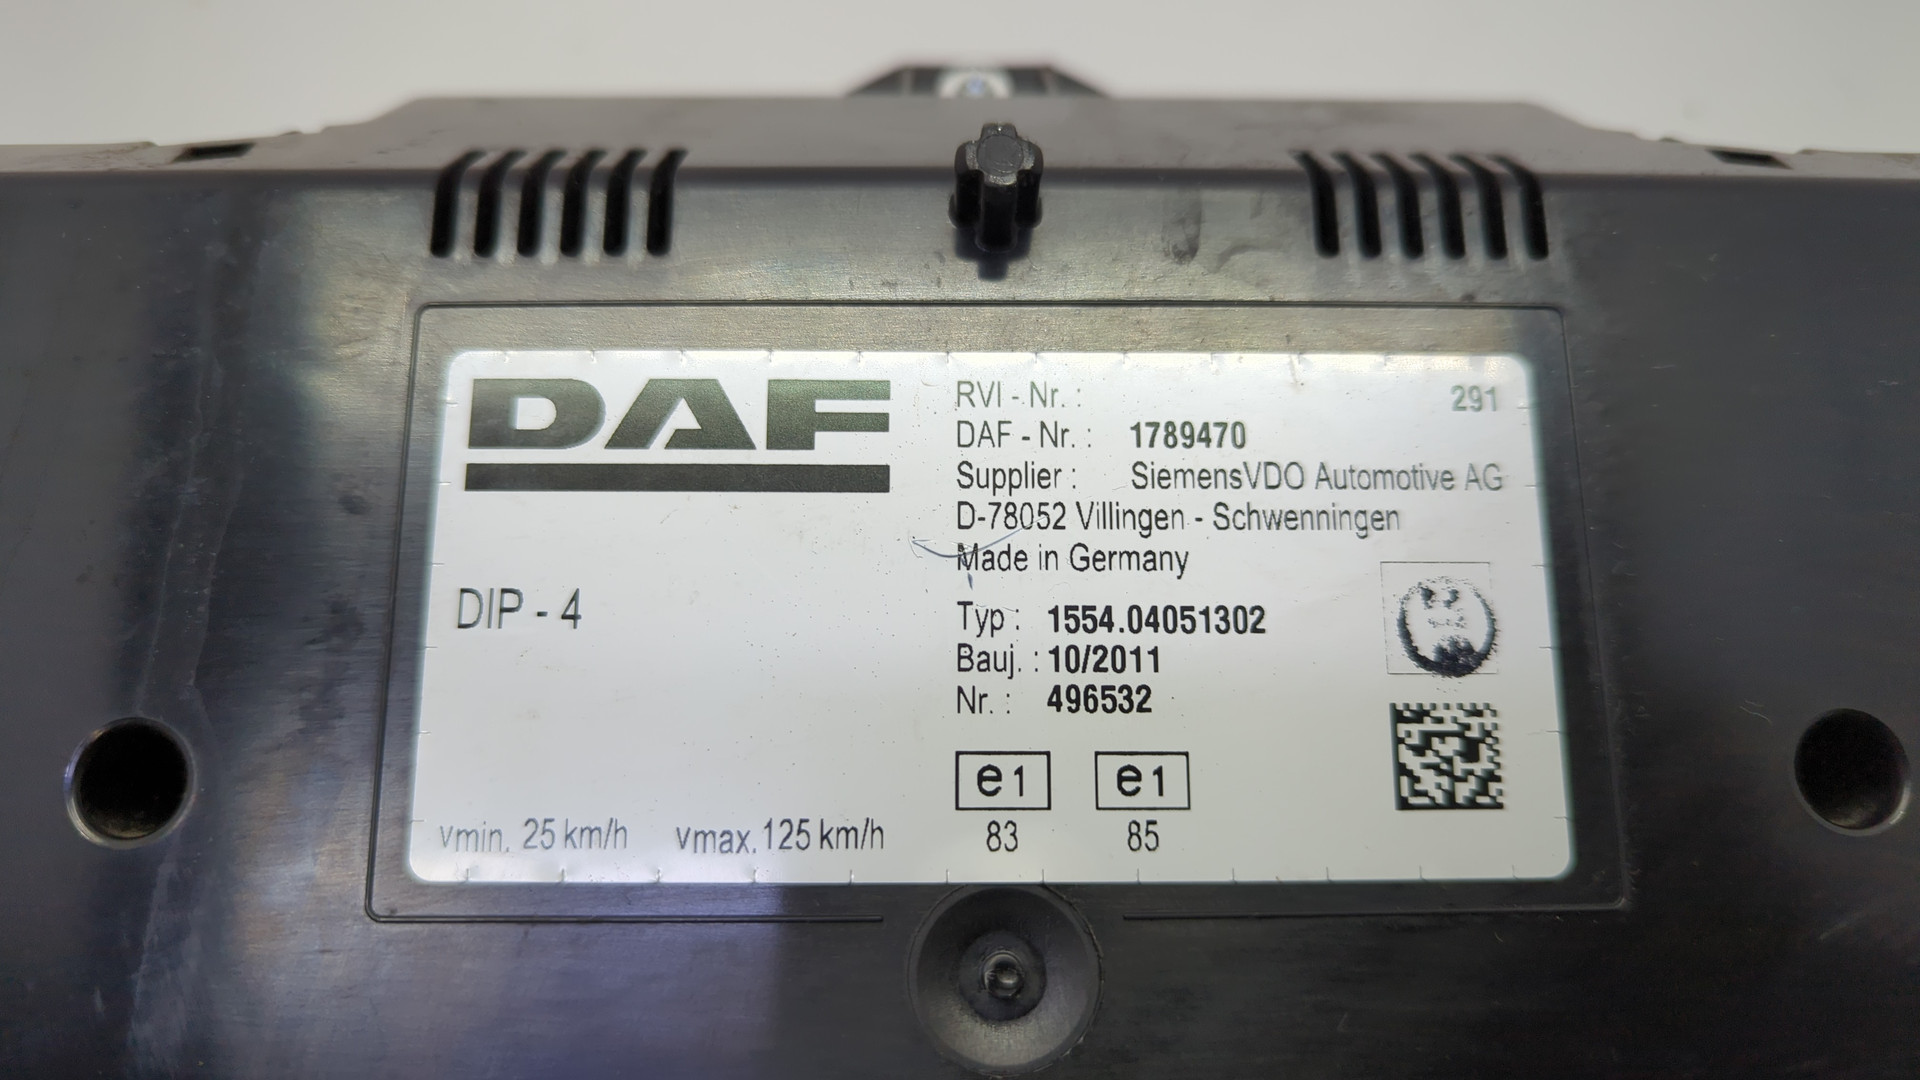 DAF
DIP - 4
vmin. 25 km/h vmax. 125 km/h
RVI - Nr. : 291
DAF - Nr. : 1789470
Supplier : SiemensVDO Automotive AG
D-78052 Villingen - Schwenningen
Made in Germany
Typ : 1554.04051302
Bauj. : 10/2011
Nr. : 496532
e1 e1
83 85